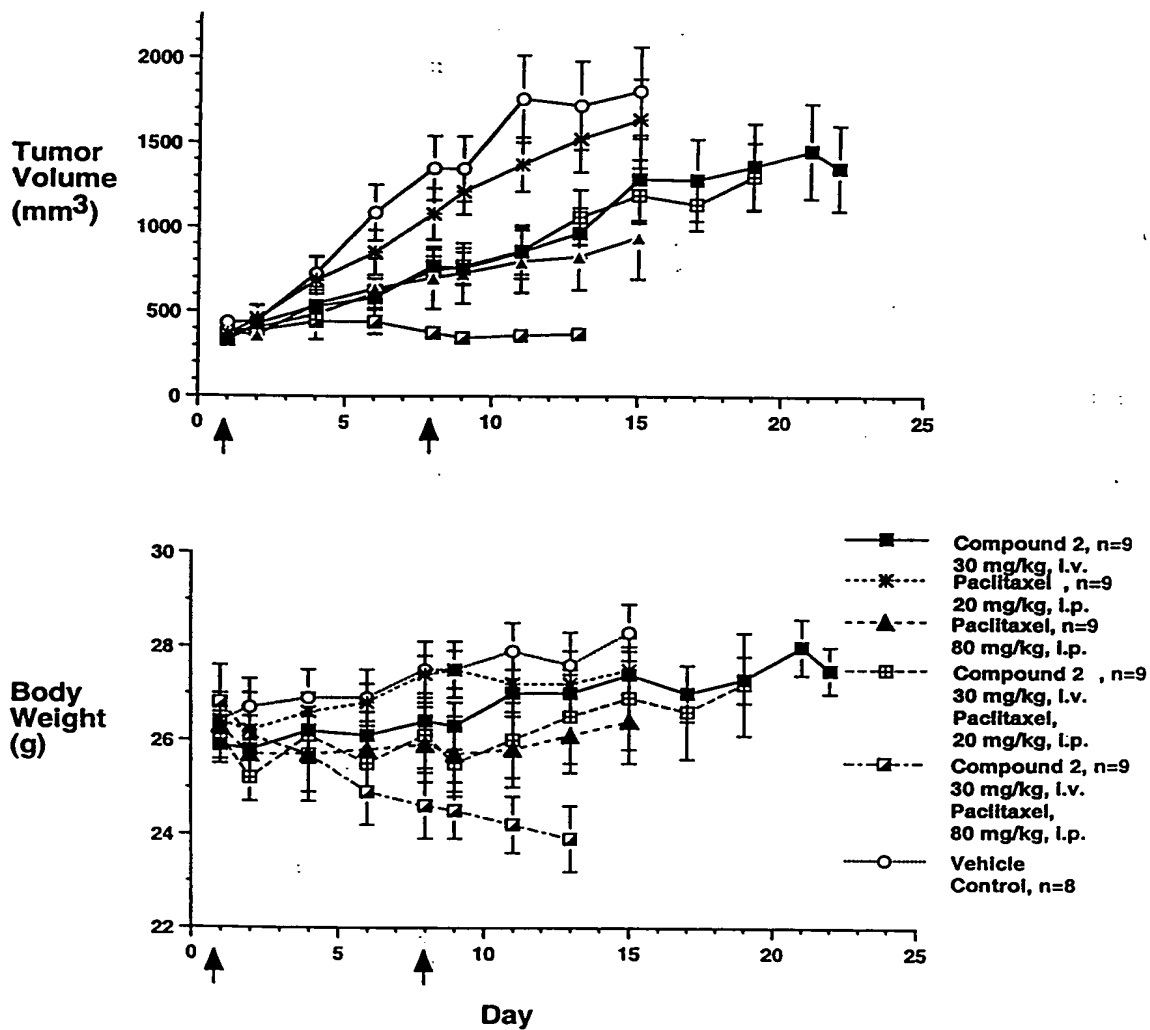 2000
1500
1000
500
0
Tumor
Volume
(mm3)
0 5 10 15 20 25
30
28
26
24
22
Body
Weight
(g)
0 5 10 15 20 25
Day
Compound 2, n=9
30 mg/kg, i.v.
Paclitaxel , n=9
20 mg/kg, i.p.
Paclitaxel, n=9
80 mg/kg, i.p.
Compound 2 , n=9
30 mg/kg, i.v.
Paclitaxel,
20 mg/kg, i.p.
Compound 2, n=9
30 mg/kg, i.v.
Paclitaxel,
80 mg/kg, i.p.
Vehicle
Control, n=8